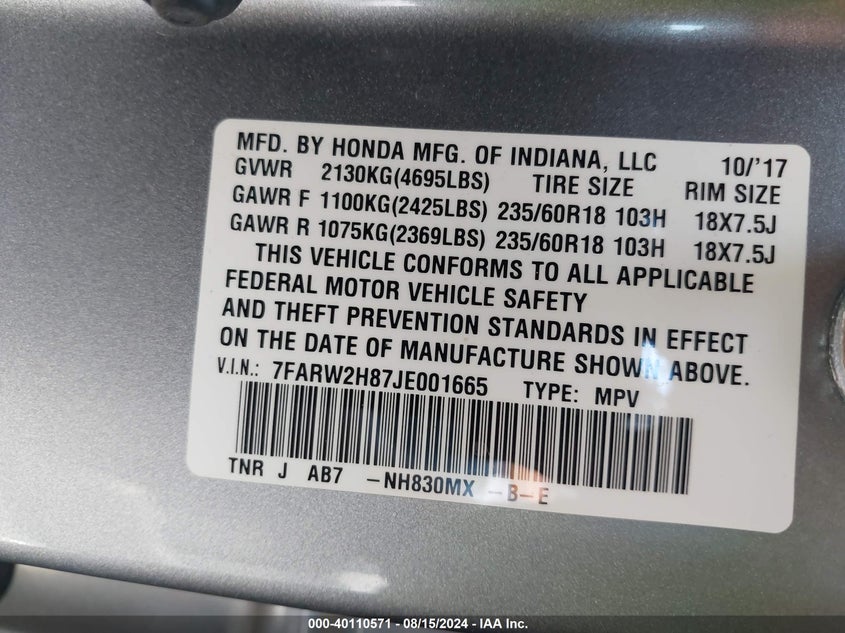 MFD. BY HONDA MFG. OF INDIANA, LLC 10/'17
GVWR 2130KG(4695LBS) TIRE SIZE RIM SIZE
GAWR F 1100KG(2425LBS) 235/60R18 103H 18X7.5J
GAWR R 1075KG(2369LBS) 235/60R18 103H 18X7.5J
THIS VEHICLE CONFORMS TO ALL APPLICABLE
FEDERAL MOTOR VEHICLE SAFETY
AND THEFT PREVENTION STANDARDS IN EFFECT
ON THE DATE OF MANUFACTURE SHOWN ABOVE.
V.I.N.: 7FARW2H87JE001665 TYPE: MPV
TNR J AB7 -NH830MX -B-E
000-40110571 / 08/15/2024 - IAA Inc.